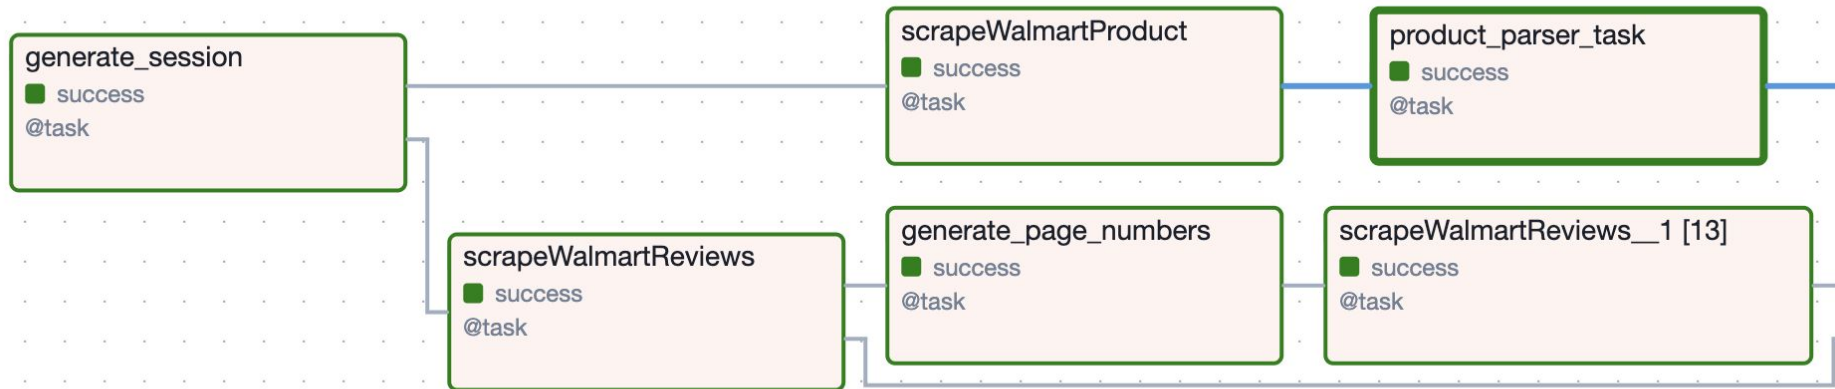 generate_session
success
@task
scrapeWalmartProduct
success
@task
product_parser_task
success
@task
scrapeWalmartReviews
success
@task
generate_page_numbers
success
@task
scrapeWalmartReviews__1 [13]
success
@task